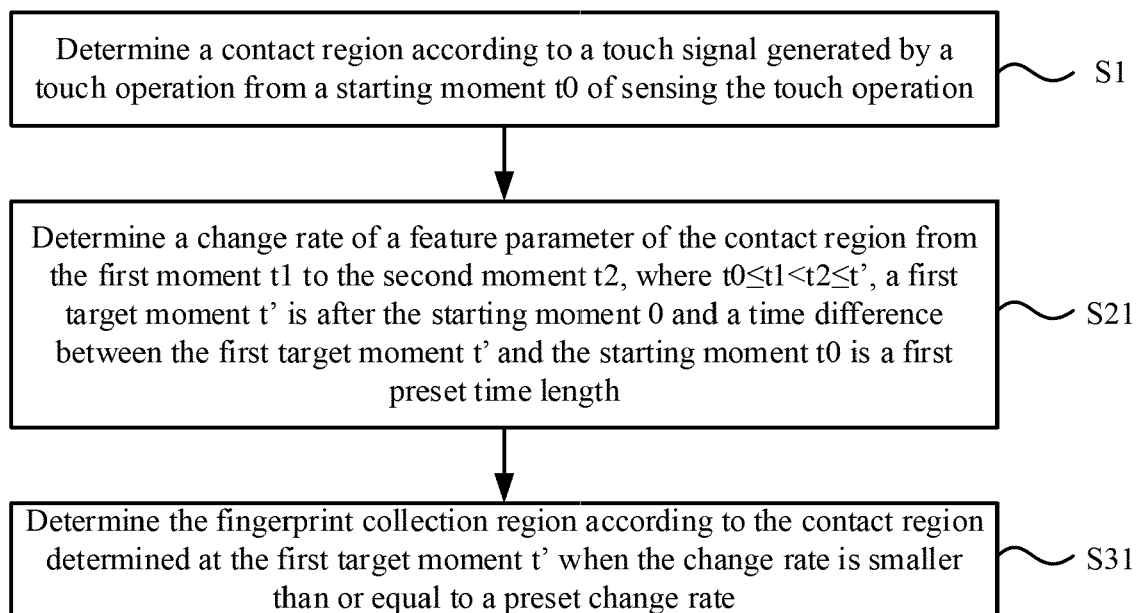 Determine a contact region according to a touch signal generated by a
touch operation from a starting moment t0 of sensing the touch operation
S1
Determine a change rate of a feature parameter of the contact region from
the first moment t1 to the second moment t2, where t0≤t1<t2≤t’, a first
target moment t’ is after the starting moment 0 and a time difference
between the first target moment t’ and the starting moment t0 is a first
preset time length
S21
Determine the fingerprint collection region according to the contact region
determined at the first target moment t’ when the change rate is smaller
than or equal to a preset change rate
S31